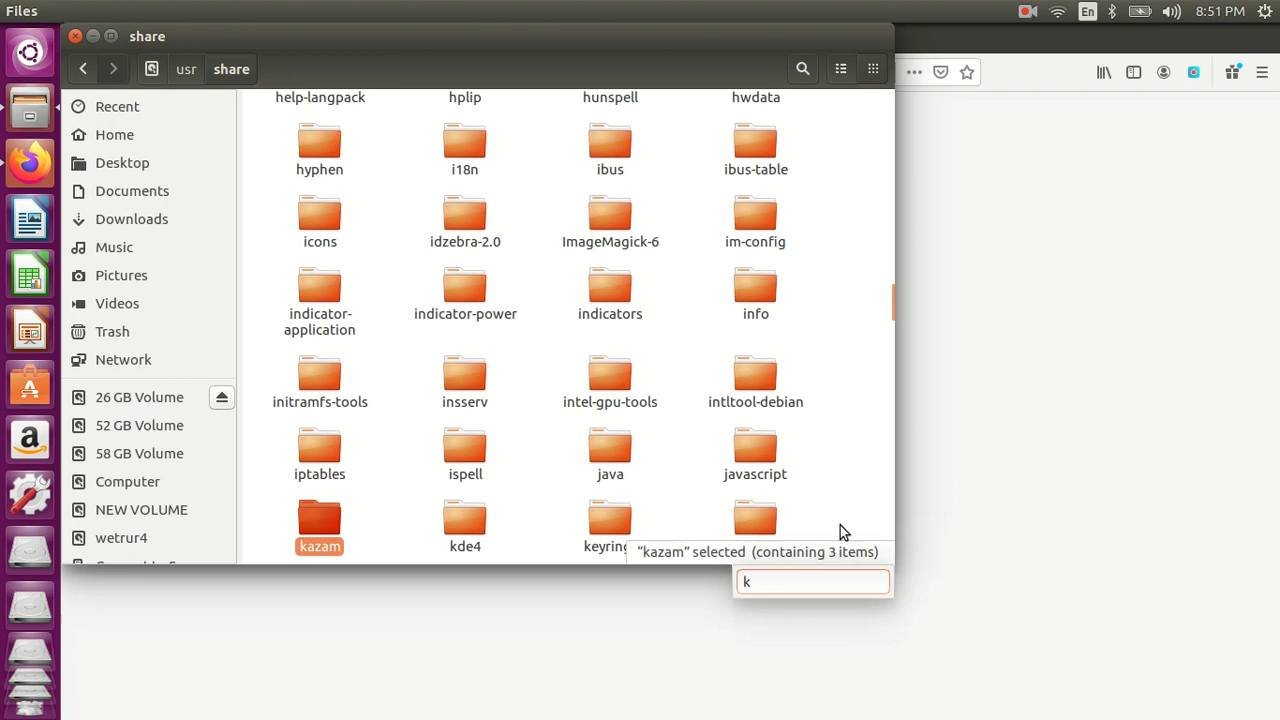 Files
En
8:51 PM
share
usr
share
Recent
Home
Desktop
Documents
Downloads
Music
Pictures
Videos
Trash
Network
26 GB Volume
52 GB Volume
58 GB Volume
Computer
NEW VOLUME
wetrur4
help-langpack
hplip
hunspell
hwdata
hyphen
i18n
ibus
ibus-table
icons
idzebra-2.0
ImageMagick-6
im-config
indicator-
application
indicator-power
indicators
info
initramfs-tools
insserv
intel-gpu-tools
intltool-debian
iptables
ispell
java
javascript
kazam
kde4
"kazam" selected (containing 3 items)
k